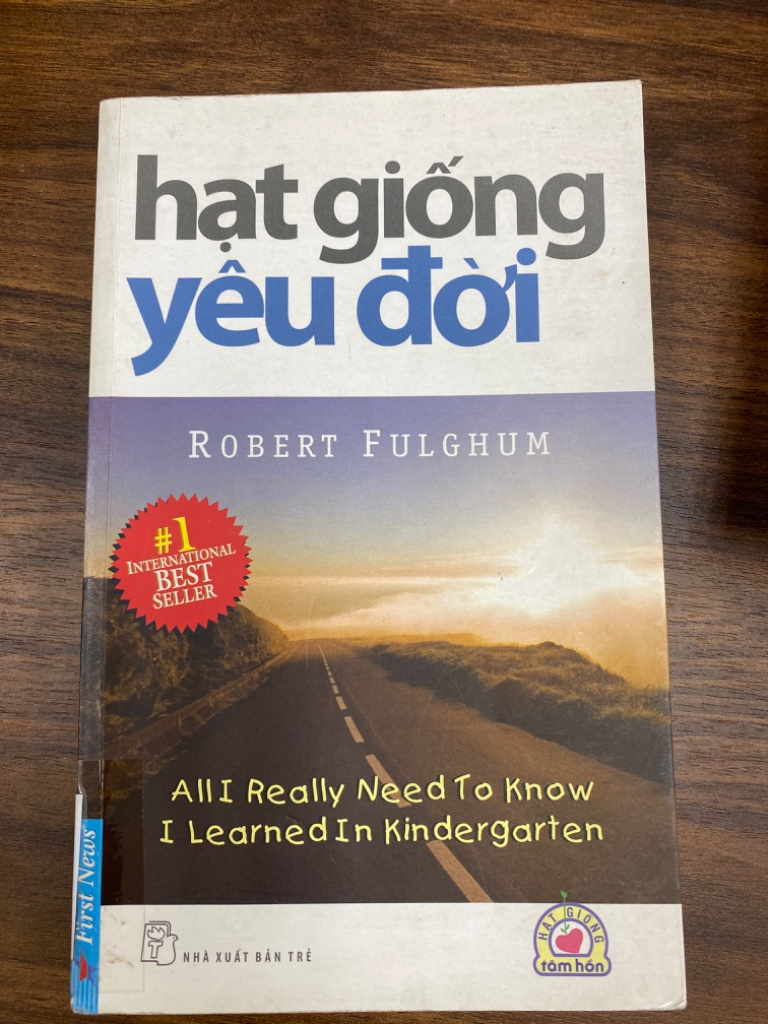 hạt giống
yêu đời
ROBERT FULGHUM
#1
INTERNATIONAL
BEST
SELLER
All I Really Need To Know
I Learned In Kindergarten
First News
NHÀ XUẤT BẢN TRẺ
HẠT GIỐNG
tâm hồn